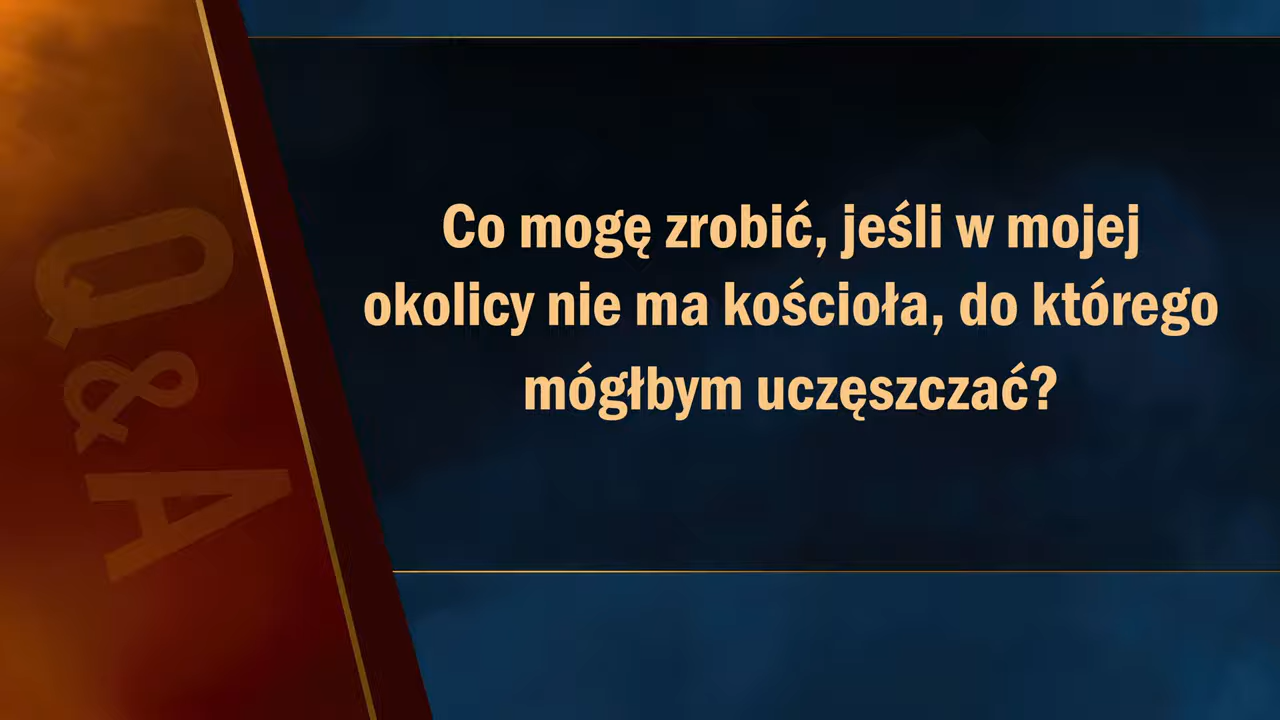 Q & A
Co mogę zrobić, jeśli w mojej
okolicy nie ma kościoła, do którego
mógłbym uczęszczać?